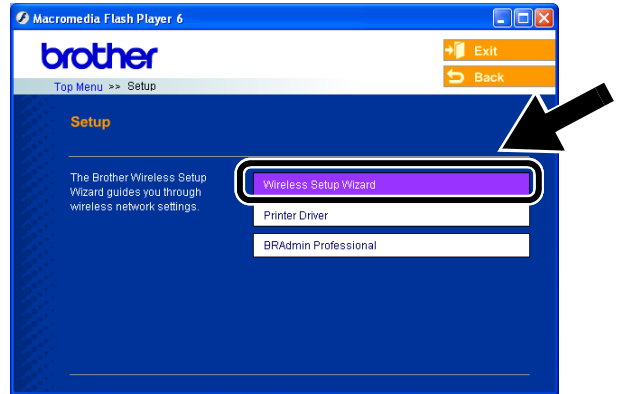 Macromedia Flash Player 6
brother
Exit
Back
Top Menu >> Setup
Setup
The Brother Wireless Setup
Wizard guides you through
wireless network settings.
Wireless Setup Wizard
Printer Driver
BRAdmin Professional